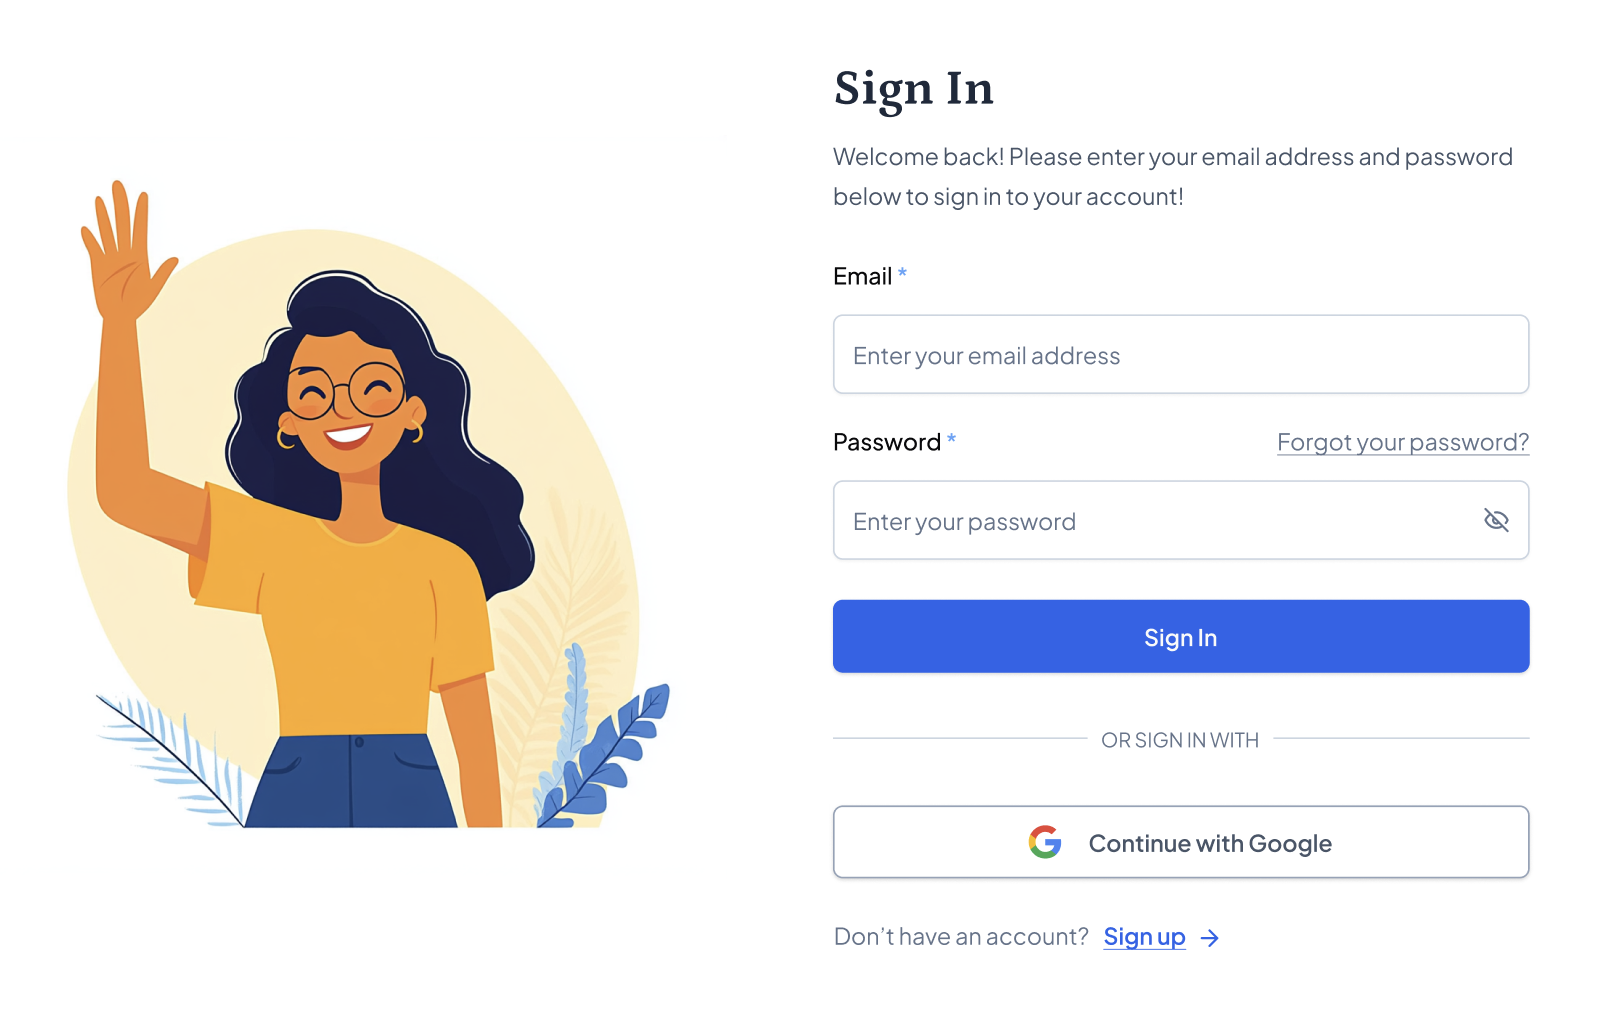 Sign In
Welcome back! Please enter your email address and password
below to sign in to your account!
Email *
Enter your email address
Password *
Forgot your password?
Enter your password
Sign In
OR SIGN IN WITH
Continue with Google
Don’t have an account? Sign up →